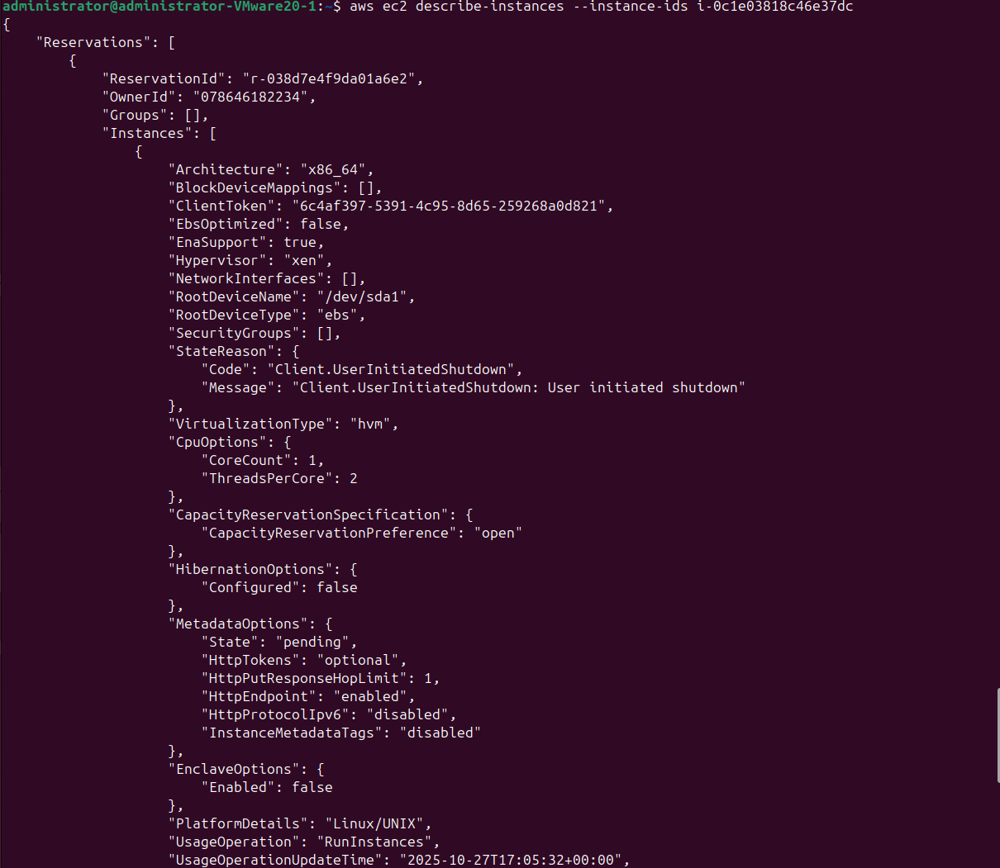 administrator@administrator-VMware20-1:~$ aws ec2 describe-instances --instance-ids i-0c1e03818c46e37dc
{
    "Reservations": [
        {
            "ReservationId": "r-038d7e4f9da01a6e2",
            "OwnerId": "078646182234",
            "Groups": [],
            "Instances": [
                {
                    "Architecture": "x86_64",
                    "BlockDeviceMappings": [],
                    "ClientToken": "6c4af397-5391-4c95-8d65-259268a0d821",
                    "EbsOptimized": false,
                    "EnaSupport": true,
                    "Hypervisor": "xen",
                    "NetworkInterfaces": [],
                    "RootDeviceName": "/dev/sda1",
                    "RootDeviceType": "ebs",
                    "SecurityGroups": [],
                    "StateReason": {
                        "Code": "Client.UserInitiatedShutdown",
                        "Message": "Client.UserInitiatedShutdown: User initiated shutdown"
                    },
                    "VirtualizationType": "hvm",
                    "CpuOptions": {
                        "CoreCount": 1,
                        "ThreadsPerCore": 2
                    },
                    "CapacityReservationSpecification": {
                        "CapacityReservationPreference": "open"
                    },
                    "HibernationOptions": {
                        "Configured": false
                    },
                    "MetadataOptions": {
                        "State": "pending",
                        "HttpTokens": "optional",
                        "HttpPutResponseHopLimit": 1,
                        "HttpEndpoint": "enabled",
                        "HttpProtocolIpv6": "disabled",
                        "InstanceMetadataTags": "disabled"
                    },
                    "EnclaveOptions": {
                        "Enabled": false
                    },
                    "PlatformDetails": "Linux/UNIX",
                    "UsageOperation": "RunInstances",
                    "UsageOperationUpdateTime": "2025-10-27T17:05:32+00:00",